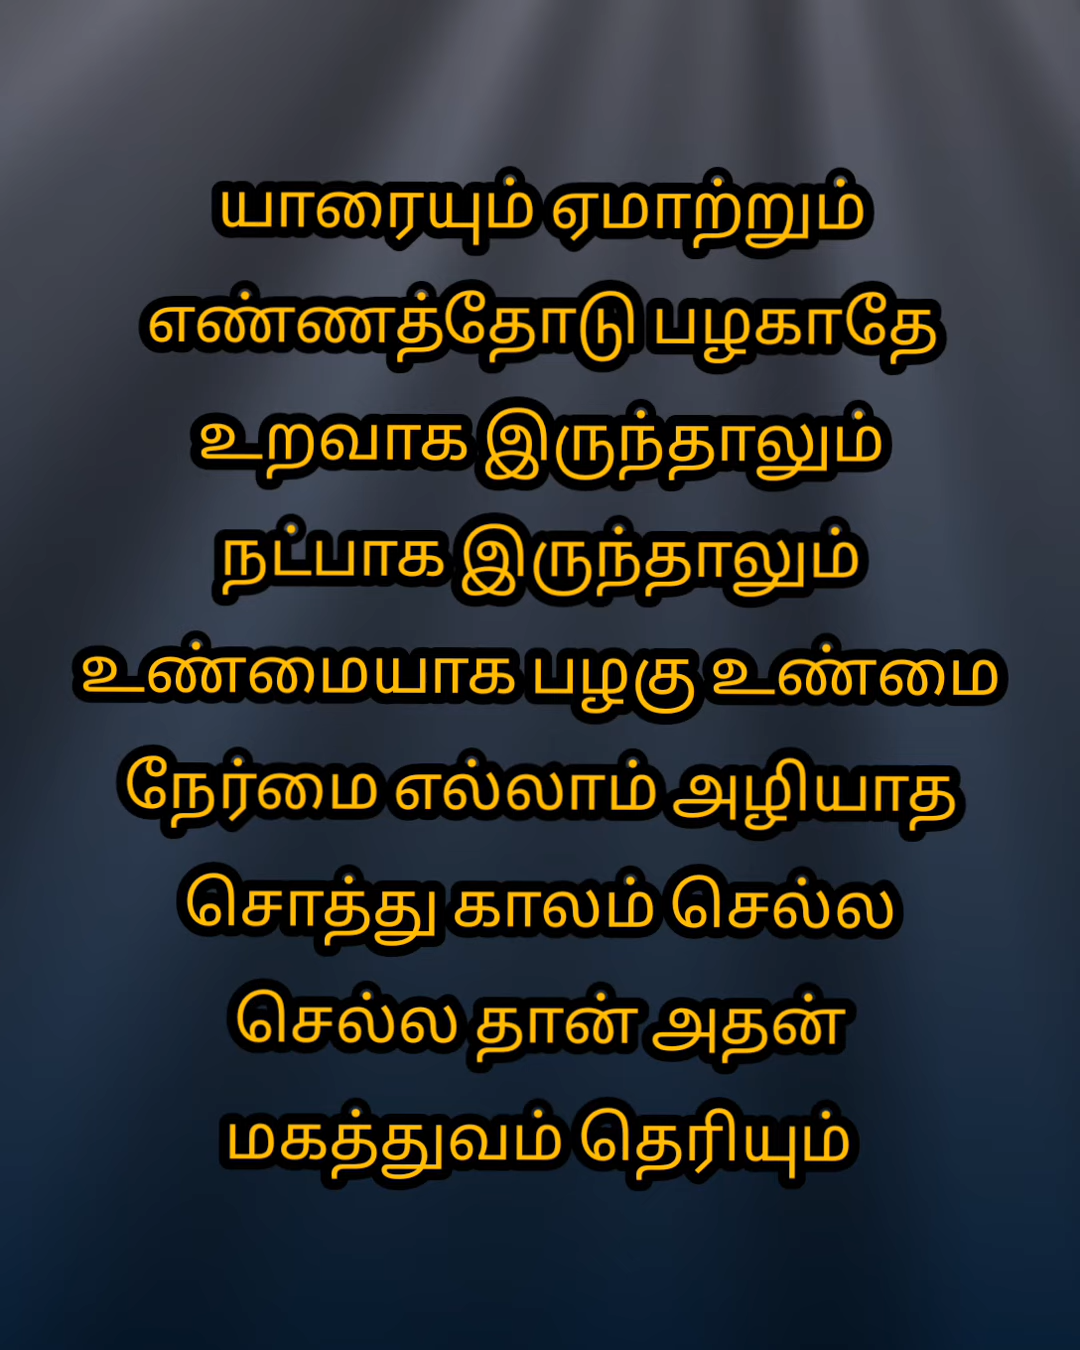 யாரையும் ஏமாற்றும்
எண்ணத்தோடு பழகாதே
உறவாக இருந்தாலும்
நட்பாக இருந்தாலும்
உண்மையாக பழகு உண்மை
நேர்மை எல்லாம் அழியாத
சொத்து காலம் செல்ல
செல்ல தான் அதன்
மகத்துவம் தெரியும்